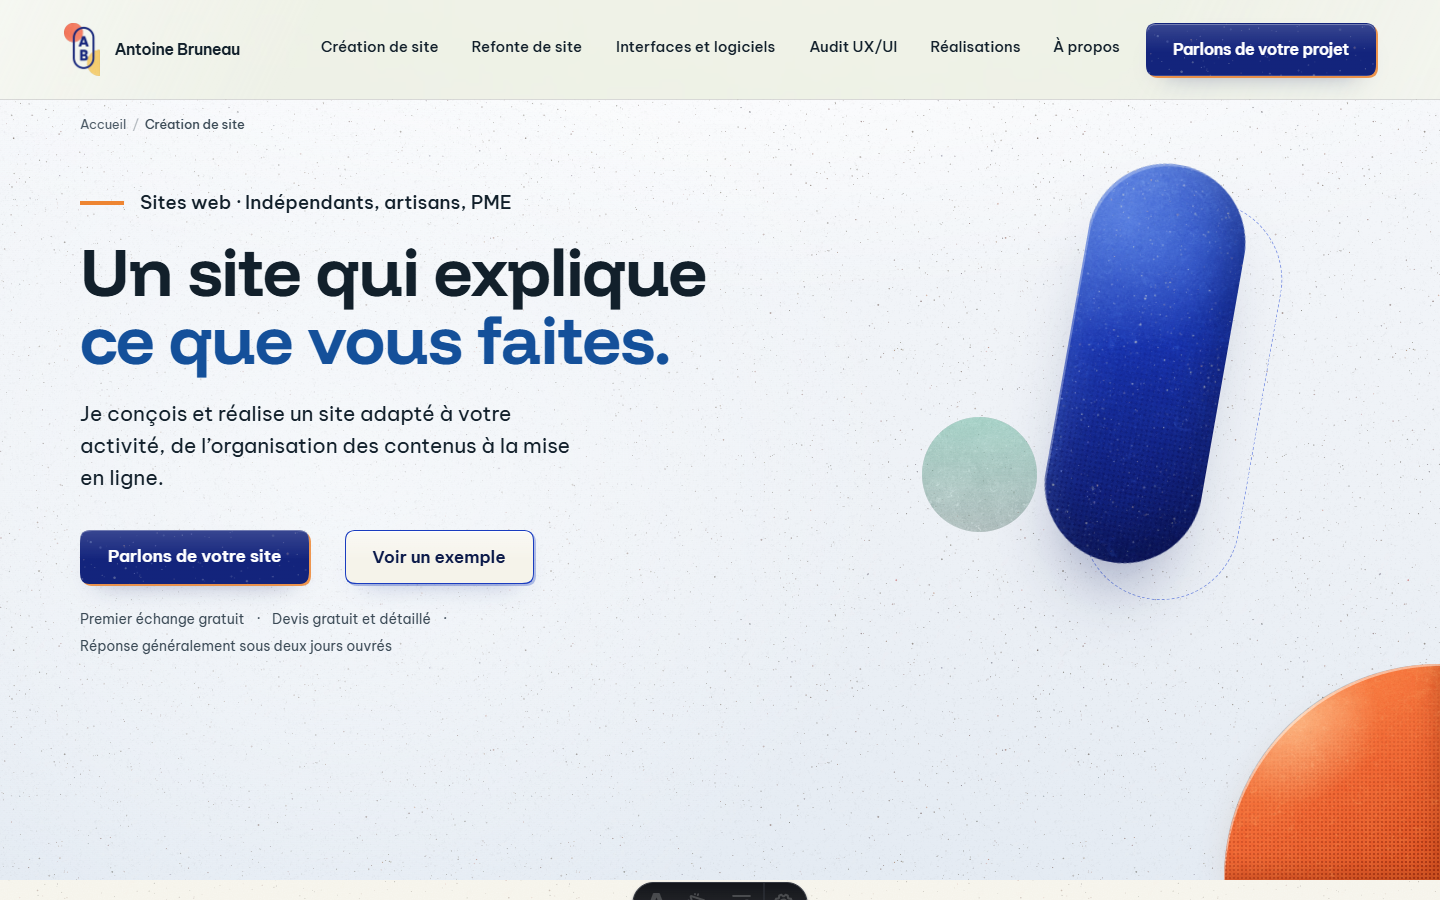 A
B
Antoine Bruneau
Création de site
Refonte de site
Interfaces et logiciels
Audit UX/UI
Réalisations
À propos
Parlons de votre projet
Accueil / Création de site
Sites web · Indépendants, artisans, PME
Un site qui explique
ce que vous faites.
Je conçois et réalise un site adapté à votre
activité, de l’organisation des contenus à la mise
en ligne.
Parlons de votre site
Voir un exemple
Premier échange gratuit · Devis gratuit et détaillé ·
Réponse généralement sous deux jours ouvrés